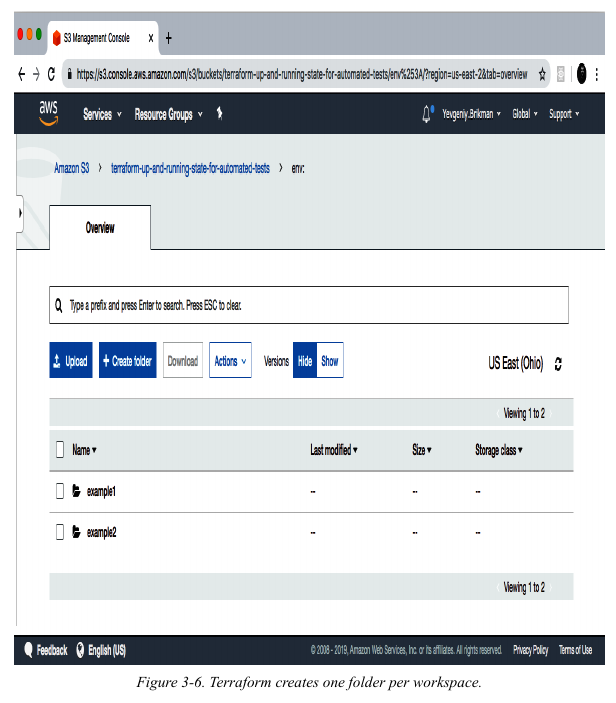 S3 Management Console x +
https://s3.console.aws.amazon.com/s3/buckets/terraform-up-and-running-state-for-automated-tests/env%253A/?region=us-east-2&tab=overview
aws Services Resource Groups Yevgeniy.Brikman Global Support
Amazon S3 > terraform-up-and-running-state-for-automated-tests > env:
Overview
Type a prefix and press Enter to search. Press ESC to clear.
Upload + Create folder Download Actions Versions Hide Show US East (Ohio)
Viewing 1 to 2
Name Last modified Size Storage class
example1 -- -- --
example2 -- -- --
Viewing 1 to 2
Feedback English (US) © 2008 - 2019, Amazon Web Services, Inc. or its affiliates. All rights reserved. Privacy Policy Terms of Use
Figure 3-6. Terraform creates one folder per workspace.